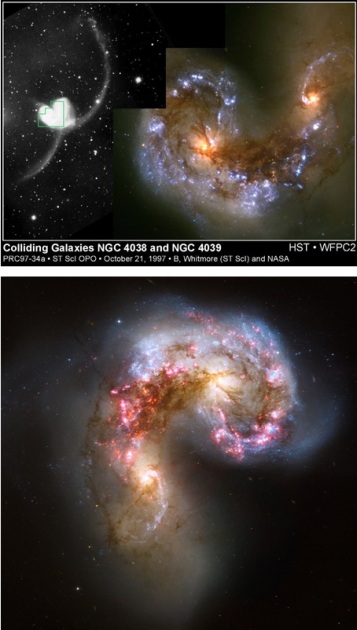 Colliding Galaxies NGC 4038 and NGC 4039 HST • WFPC2
PRC97-34a • ST ScI OPO • October 21, 1997 • B. Whitmore (ST ScI) and NASA